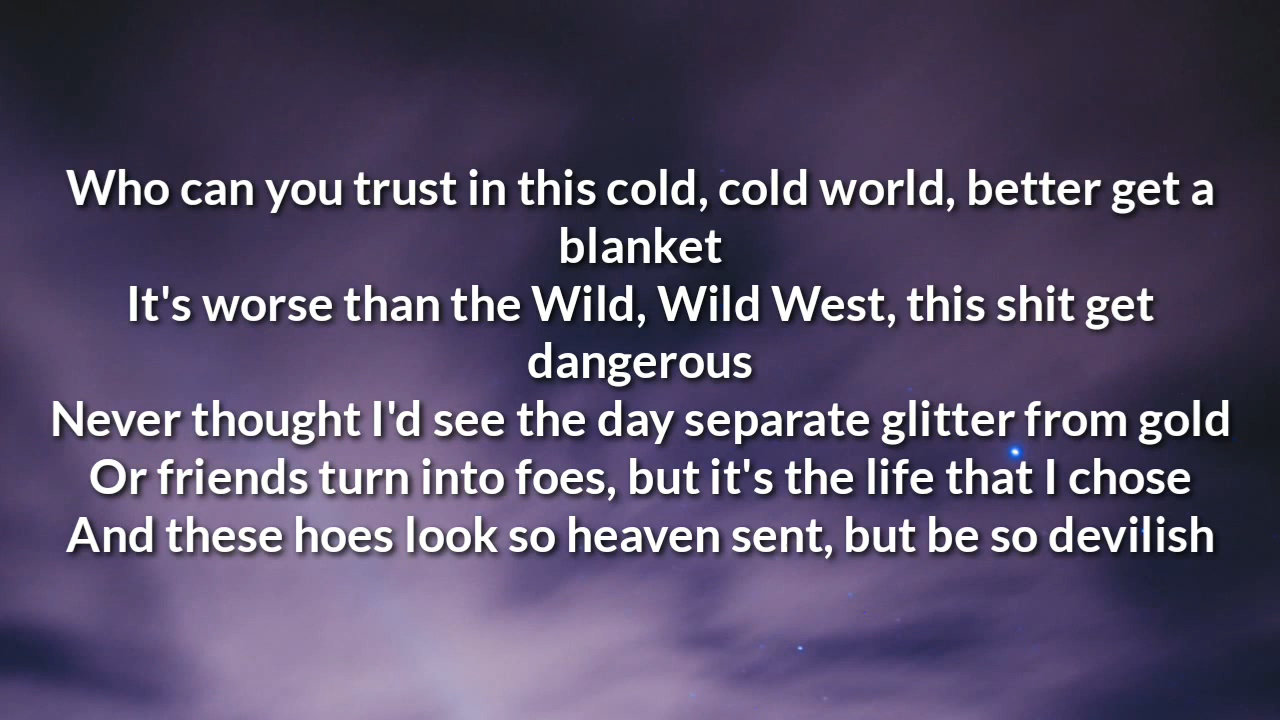 Who can you trust in this cold, cold world, better get a
blanket
It's worse than the Wild, Wild West, this shit get
dangerous
Never thought I'd see the day separate glitter from gold
Or friends turn into foes, but it's the life that I chose
And these hoes look so heaven sent, but be so devilish